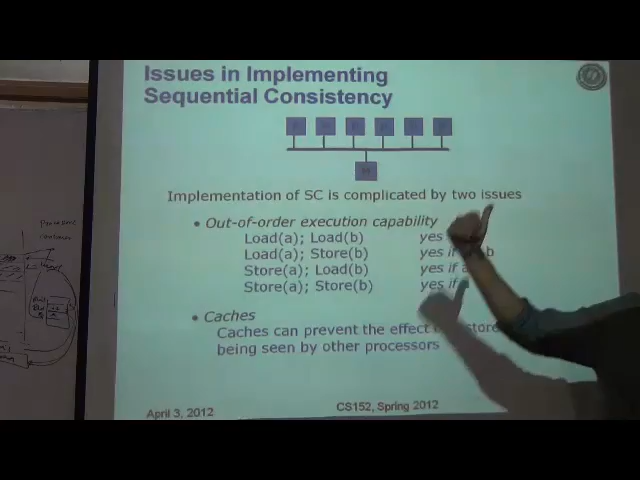 Issues in Implementing
Sequential Consistency
Implementation of SC is complicated by two issues
• Out-of-order execution capability
Load(a); Load(b) yes
Load(a); Store(b) yes if b
Store(a); Load(b) yes if a
Store(a); Store(b) yes if
• Caches
Caches can prevent the effect store
being seen by other processors
April 3, 2012
CS152, Spring 2012